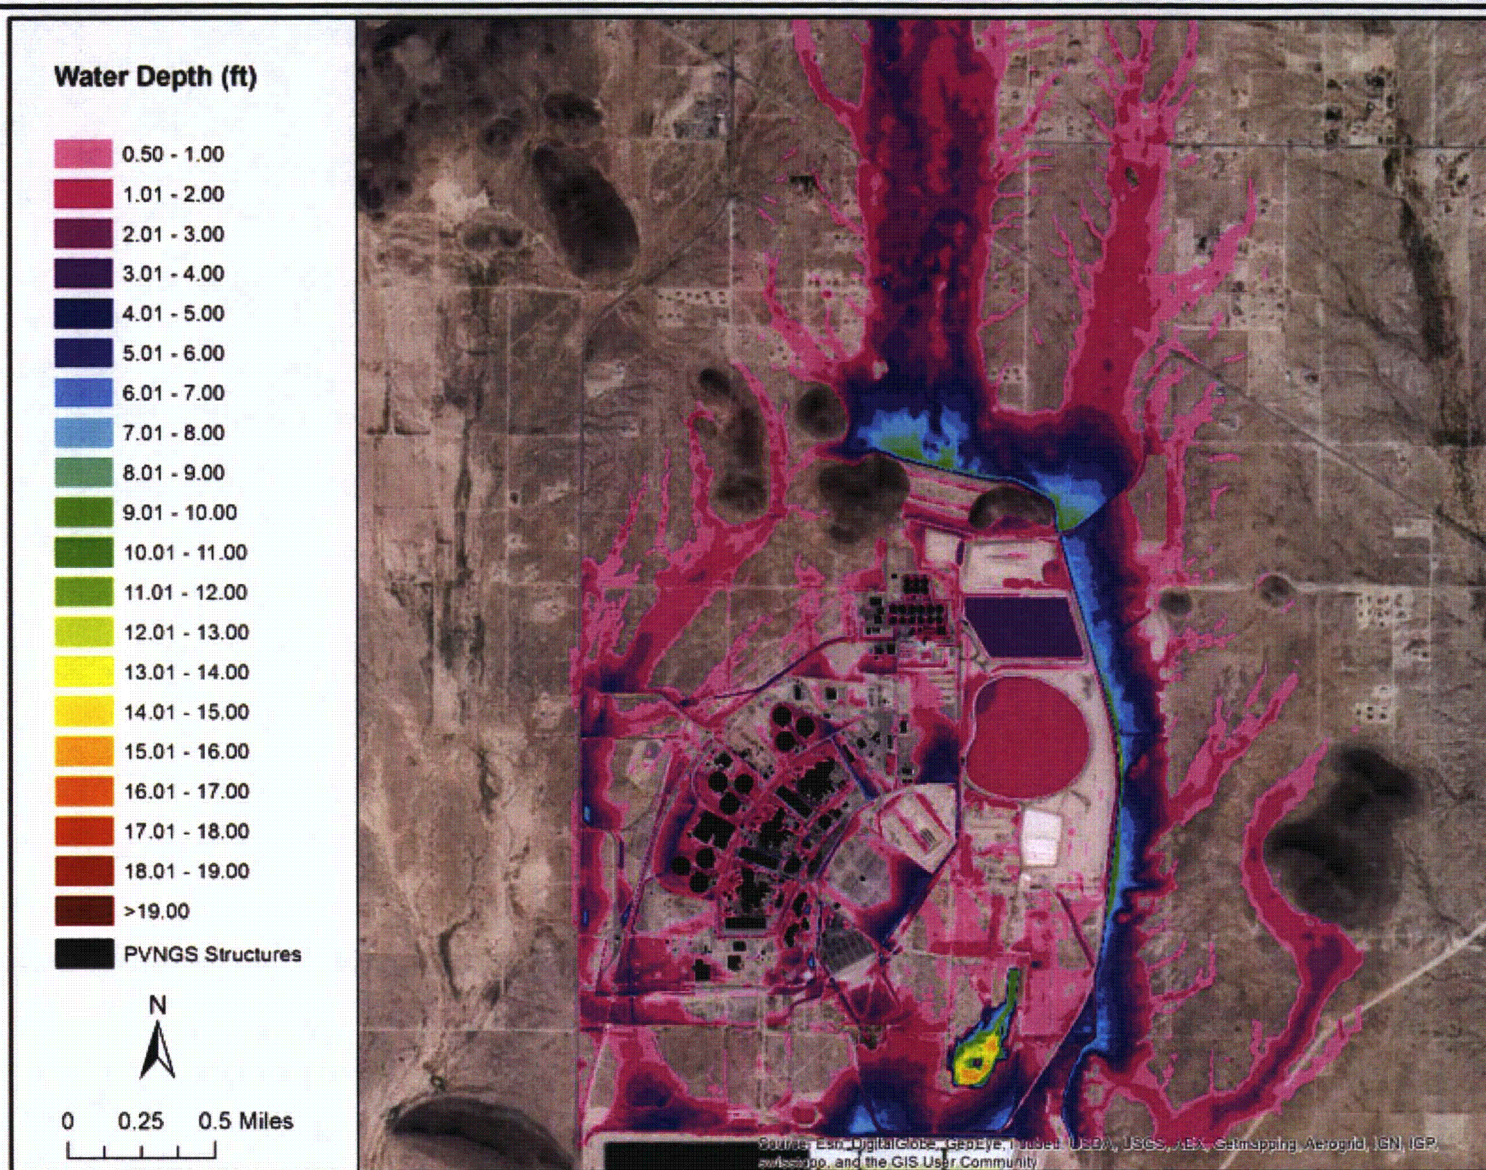 Water Depth (ft)
0.50 - 1.00
1.01 - 2.00
2.01 - 3.00
3.01 - 4.00
4.01 - 5.00
5.01 - 6.00
6.01 - 7.00
7.01 - 8.00
8.01 - 9.00
9.01 - 10.00
10.01 - 11.00
11.01 - 12.00
12.01 - 13.00
13.01 - 14.00
14.01 - 15.00
15.01 - 16.00
16.01 - 17.00
17.01 - 18.00
18.01 - 19.00
>19.00
PVNGS Structures
N
0 0.25 0.5 Miles
Source: Esri, DigitalGlobe, GeoEye, i-cubed, USDA, USGS, AEX, Getmapping, Aerogrid, IGN, IGP,
swisstopo, and the GIS User Community